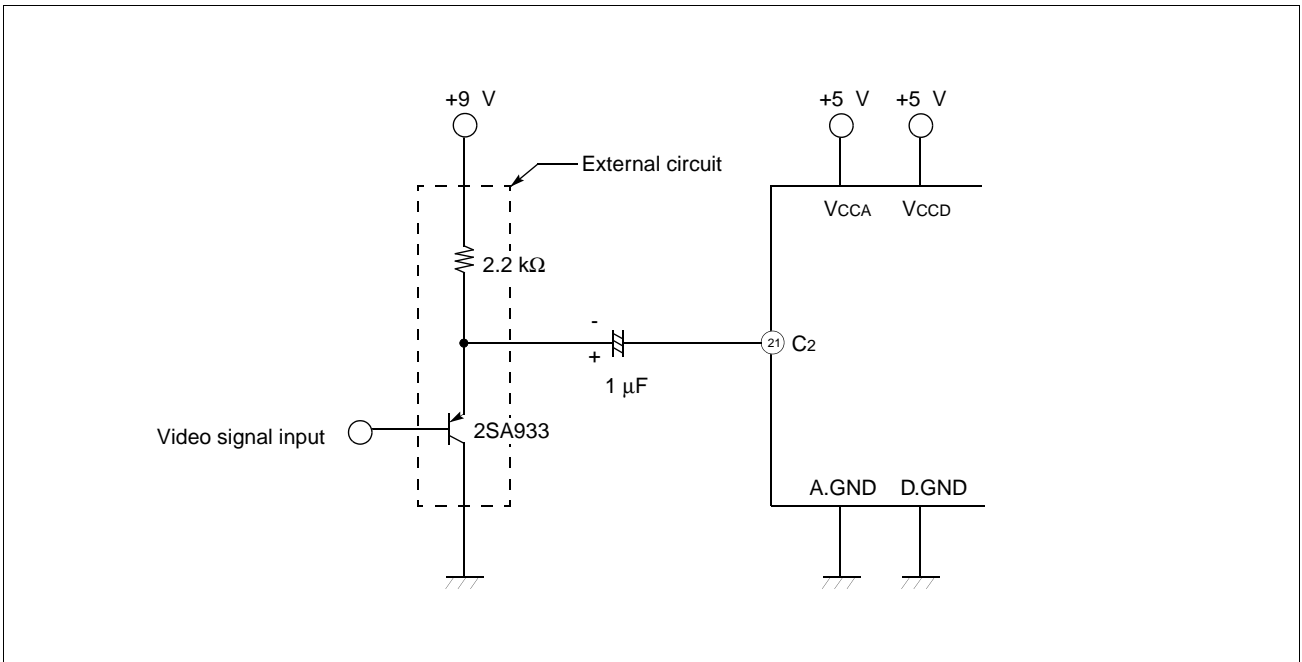 +9 V
+5 V +5 V
External circuit
VCCA VCCD
2.2 kΩ
-
+
1 μF
21 C2
Video signal input
2SA933
A.GND D.GND